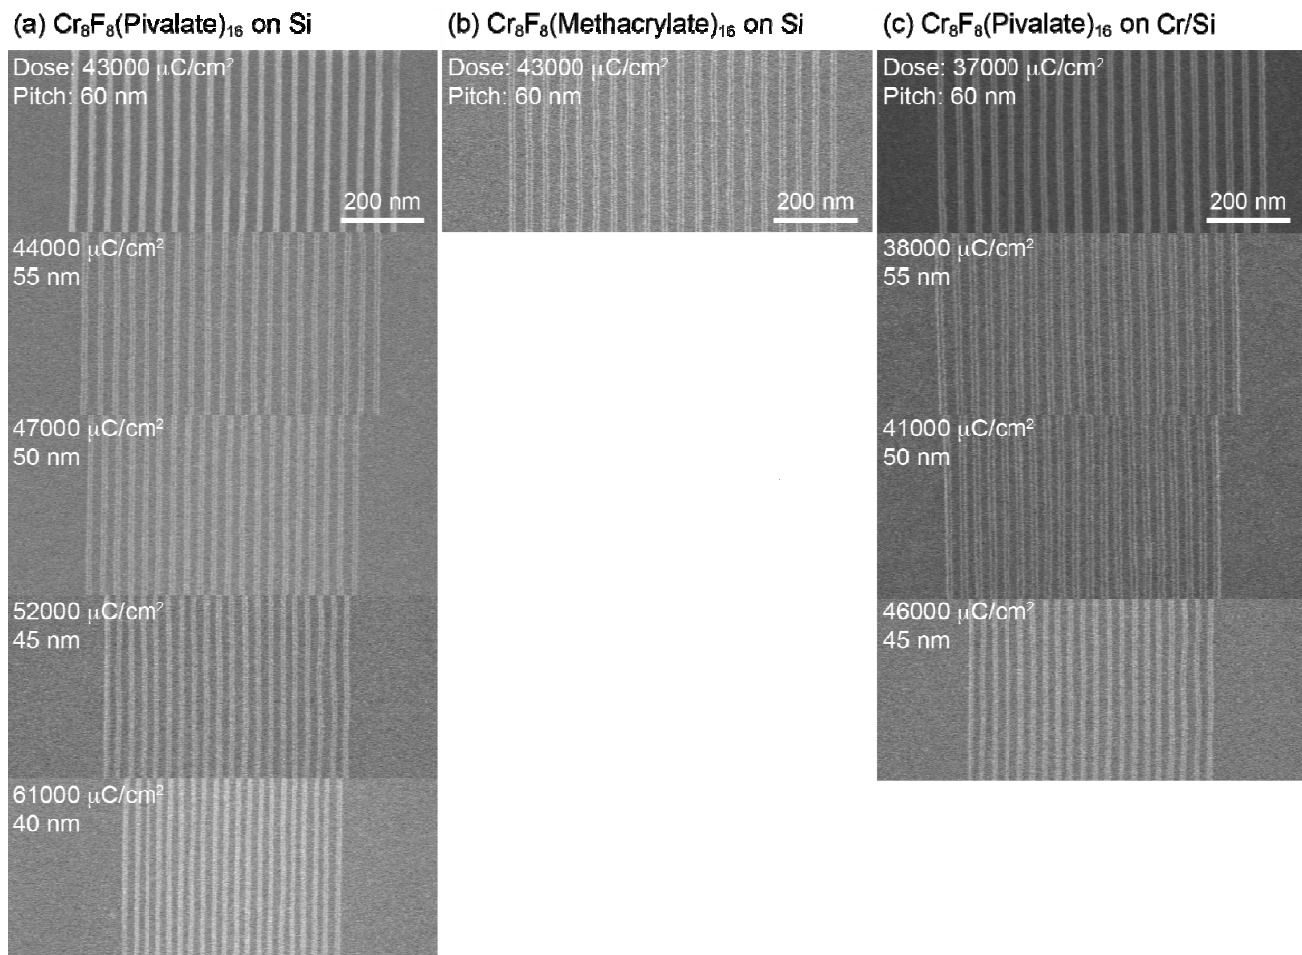 (a) Cr₈F₈(Pivalate)₁₆ on Si
Dose: 43000 μC/cm²
Pitch: 60 nm
200 nm
44000 μC/cm²
55 nm
47000 μC/cm²
50 nm
52000 μC/cm²
45 nm
61000 μC/cm²
40 nm
(b) Cr₈F₈(Methacrylate)₁₆ on Si
Dose: 43000 μC/cm²
Pitch: 60 nm
200 nm
(c) Cr₈F₈(Pivalate)₁₆ on Cr/Si
Dose: 37000 μC/cm²
Pitch: 60 nm
200 nm
38000 μC/cm²
55 nm
41000 μC/cm²
50 nm
46000 μC/cm²
45 nm